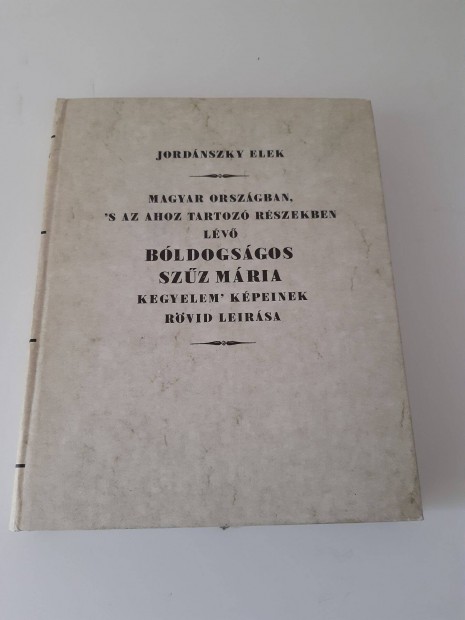 JORDÁNSZKY ELEK
MAGYAR ORSZÁGBAN,
'S AZ AHOZ TARTOZÓ RÉSZEKBEN
LÉVŐ
BÓLDOGSÁGOS
SZŰZ MÁRIA
KEGYELEM' KÉPEINEK
RÖVID LEIRÁSA